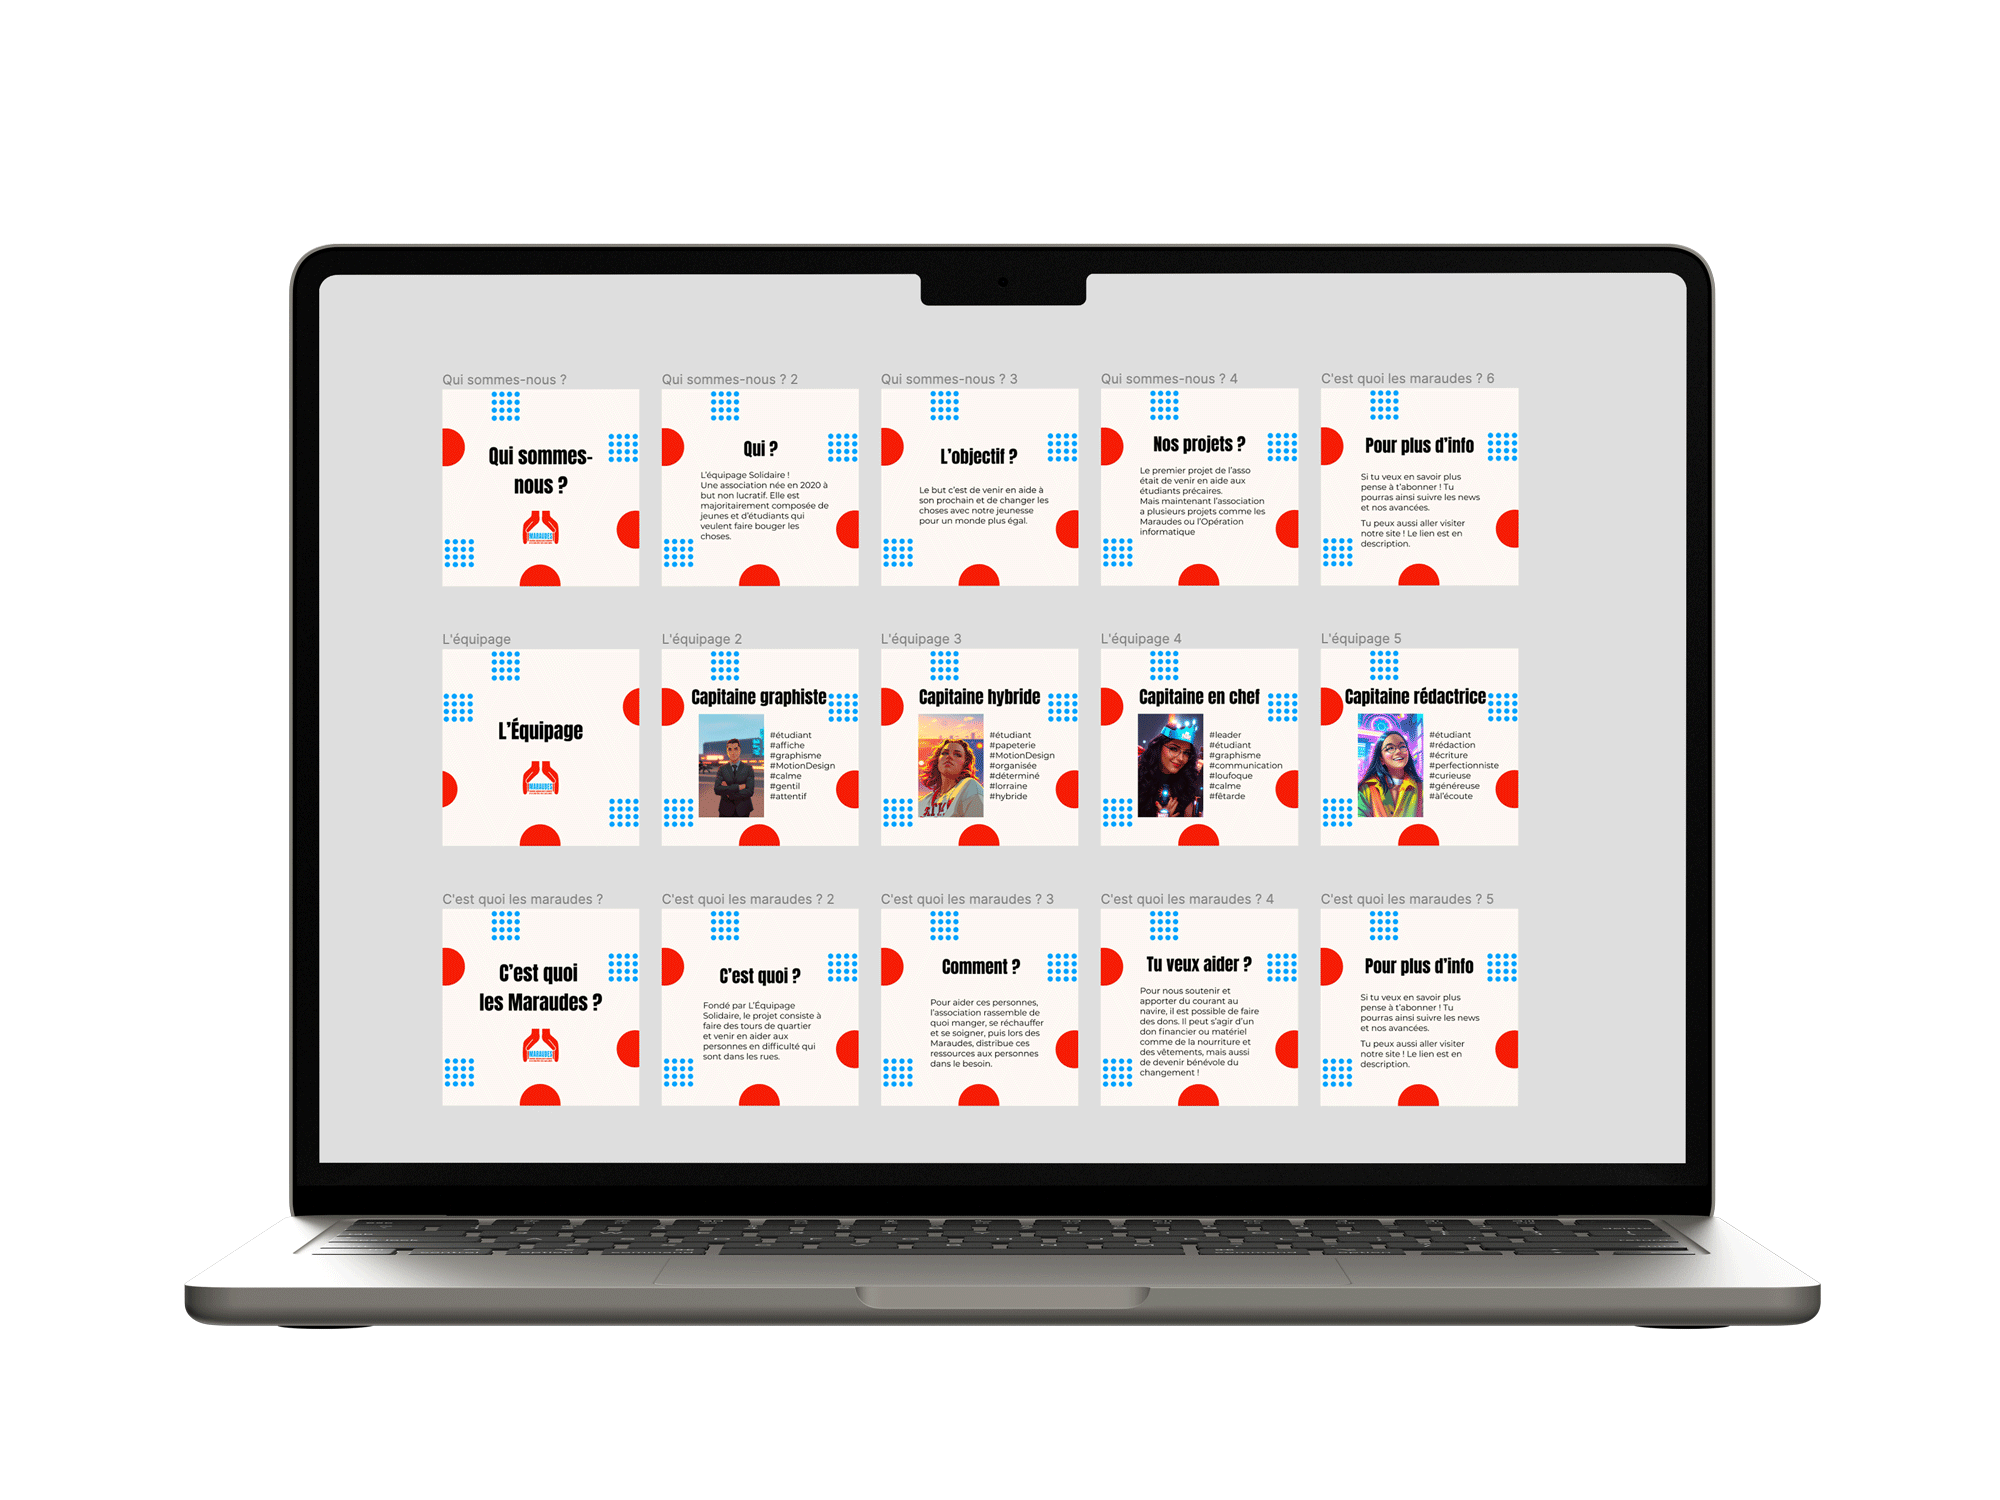 Qui sommes-nous ?
Qui sommes-
nous ?
MARAUDES
Qui sommes-nous ? 2
Qui ?
L'équipage Solidaire !
Une association née en 2020 à
but non lucratif. Elle est
majoritairement composée de
jeunes et d'étudiants qui
veulent faire bouger les
choses.
Qui sommes-nous ? 3
L'objectif ?
Le but c'est de venir en aide à
son prochain et de changer les
choses avec notre jeunesse
pour un monde plus égal.
Qui sommes-nous ? 4
Nos projets ?
Le premier projet de l'asso
était de venir en aide aux
étudiants précaires.
Mais maintenant l'association
a plusieurs projets comme les
Maraudes ou l'Opération
informatique
C'est quoi les maraudes ? 6
Pour plus d'info
Si tu veux en savoir plus
pense à t'abonner ! Tu
pourras ainsi suivre les news
et nos avancées.
Tu peux aussi aller visiter
notre site ! Le lien est en
description.
L'équipage
L'Équipage
MARAUDES
L'équipage 2
Capitaine graphiste
#étudiant
#affiche
#graphisme
#MotionDesign
#calme
#gentil
#attentif
L'équipage 3
Capitaine hybride
#étudiant
#papeterie
#MotionDesign
#organisée
#déterminé
#lorraine
#hybride
L'équipage 4
Capitaine en chef
#leader
#étudiant
#graphisme
#communication
#loufoque
#calme
#fêtarde
L'équipage 5
Capitaine rédactrice
#étudiant
#rédaction
#écriture
#perfectionniste
#curieuse
#généreuse
#àl'écoute
C'est quoi les maraudes ?
C'est quoi
les Maraudes ?
MARAUDES
C'est quoi les maraudes ? 2
C'est quoi ?
Fondé par L'Équipage
Solidaire, le projet consiste à
faire des tours de quartier
et venir en aider aux
personnes en difficulté qui
sont dans les rues.
C'est quoi les maraudes ? 3
Comment ?
Pour aider ces personnes,
l'association rassemble de
quoi manger, se réchauffer
et se soigner, puis lors des
Maraudes, distribue ces
ressources aux personnes
dans le besoin.
C'est quoi les maraudes ? 4
Tu veux aider ?
Pour nous soutenir et
apporter du courant au
navire, il est possible de faire
des dons. Il peut s'agir d'un
don financier ou matériel
comme de la nourriture et
des vêtements, mais aussi
de devenir bénévole du
changement !
C'est quoi les maraudes ? 5
Pour plus d'info
Si tu veux en savoir plus
pense à t'abonner ! Tu
pourras ainsi suivre les news
et nos avancées.
Tu peux aussi aller visiter
notre site ! Le lien est en
description.